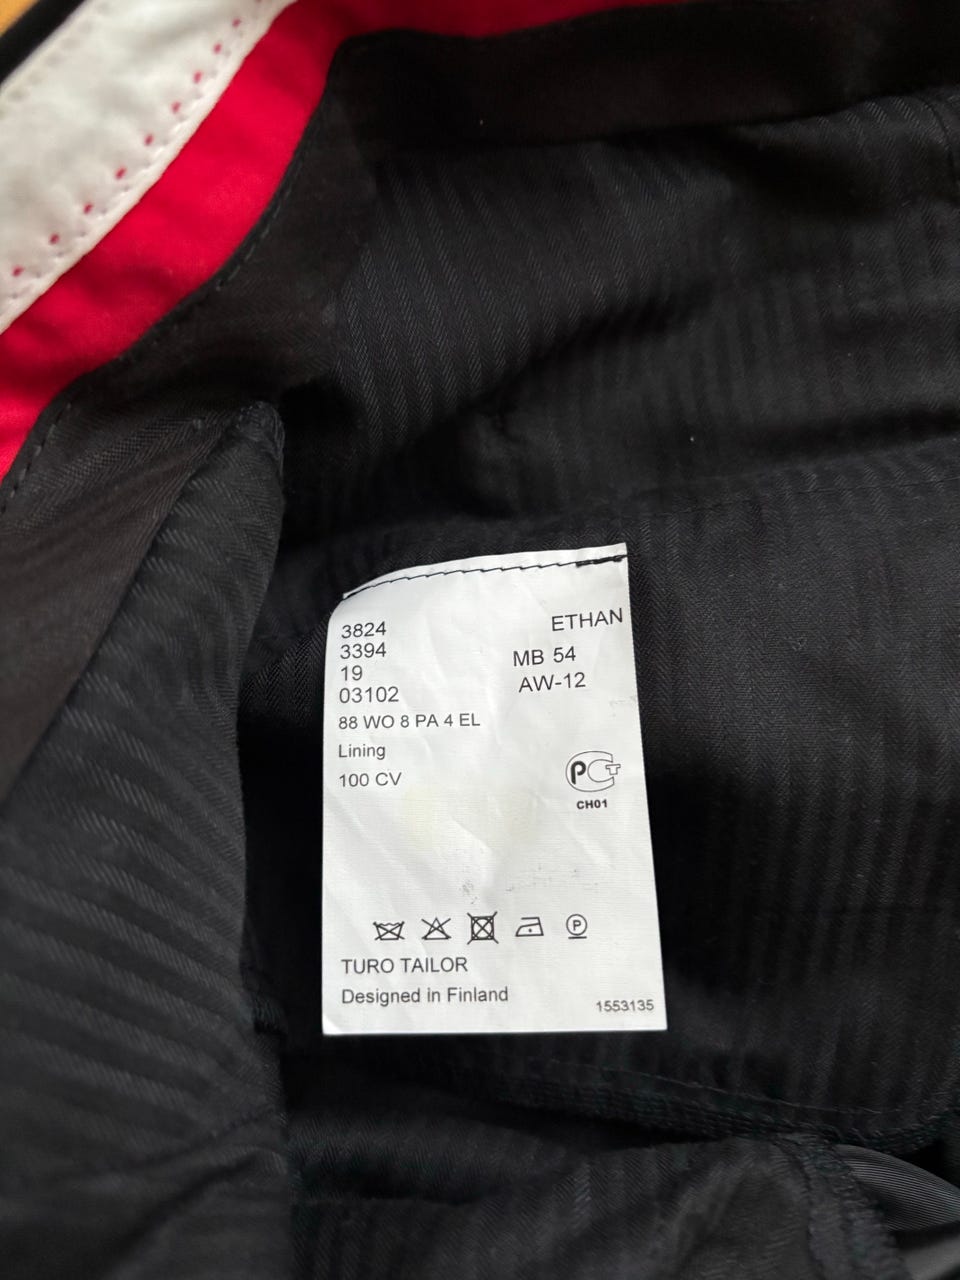 3824
3394
19
03102
ETHAN
MB 54
AW-12
88 WO 8 PA 4 EL
Lining
100 CV
PCT
CH01
P
TURO TAILOR
Designed in Finland
1553135